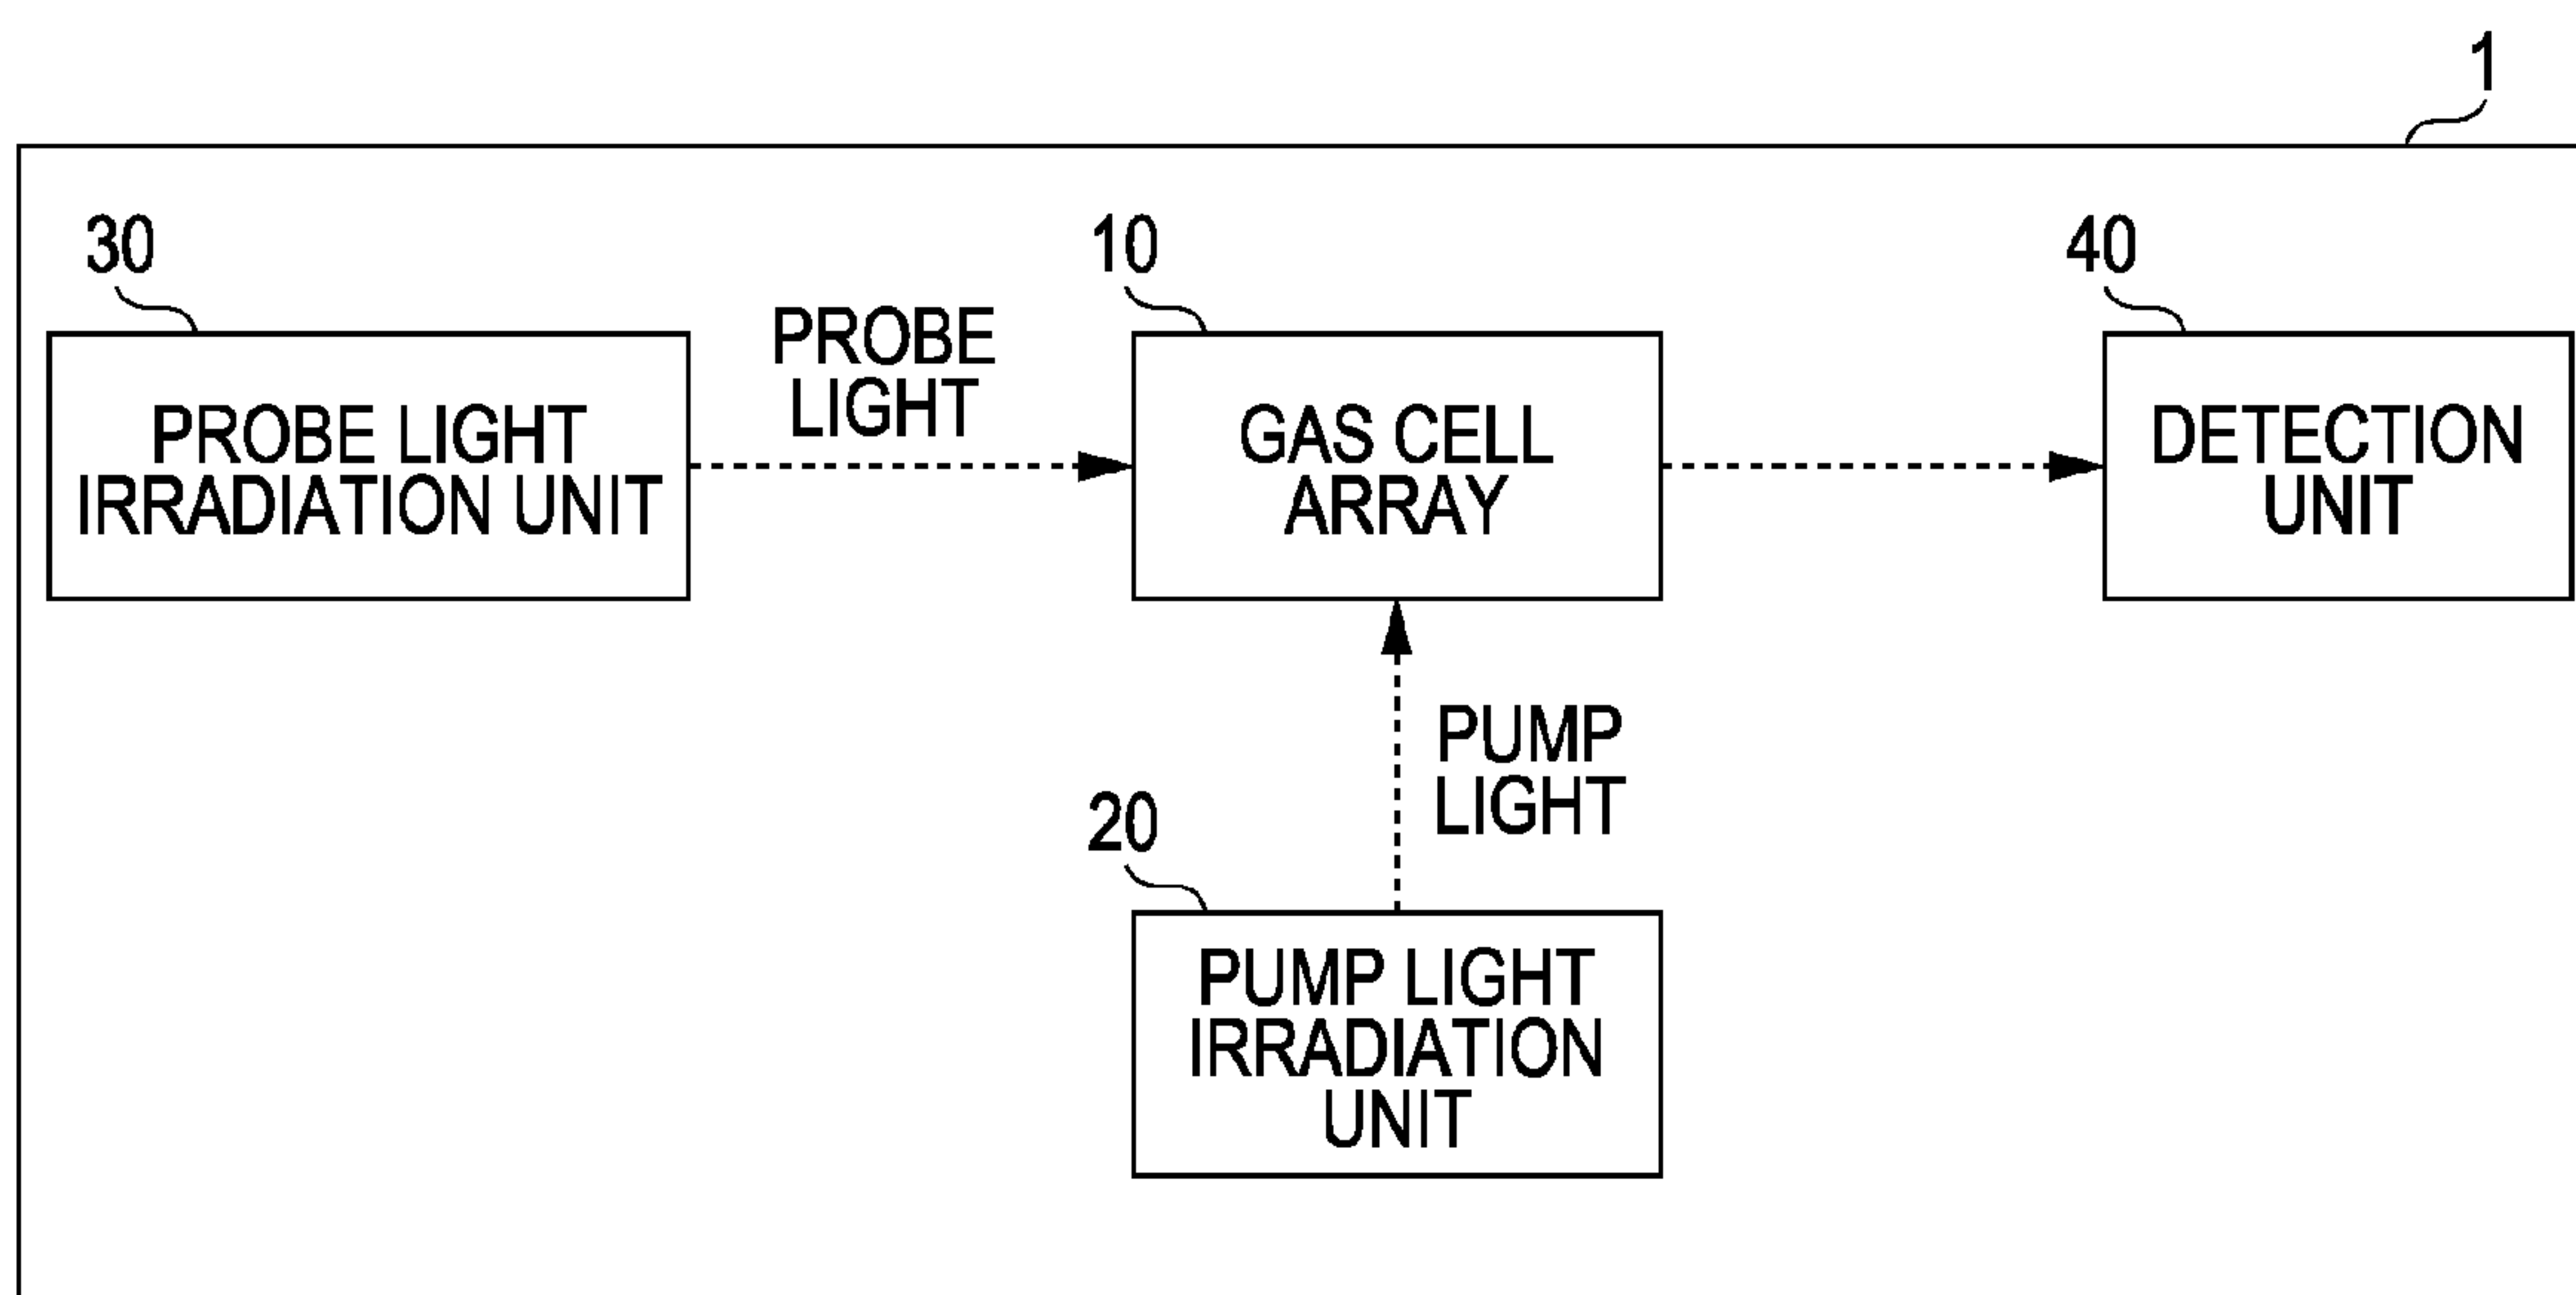 1
30
PROBE
LIGHT
10
40
PROBE LIGHT
IRRADIATION UNIT
GAS CELL
ARRAY
DETECTION
UNIT
PUMP
LIGHT
20
PUMP LIGHT
IRRADIATION
UNIT